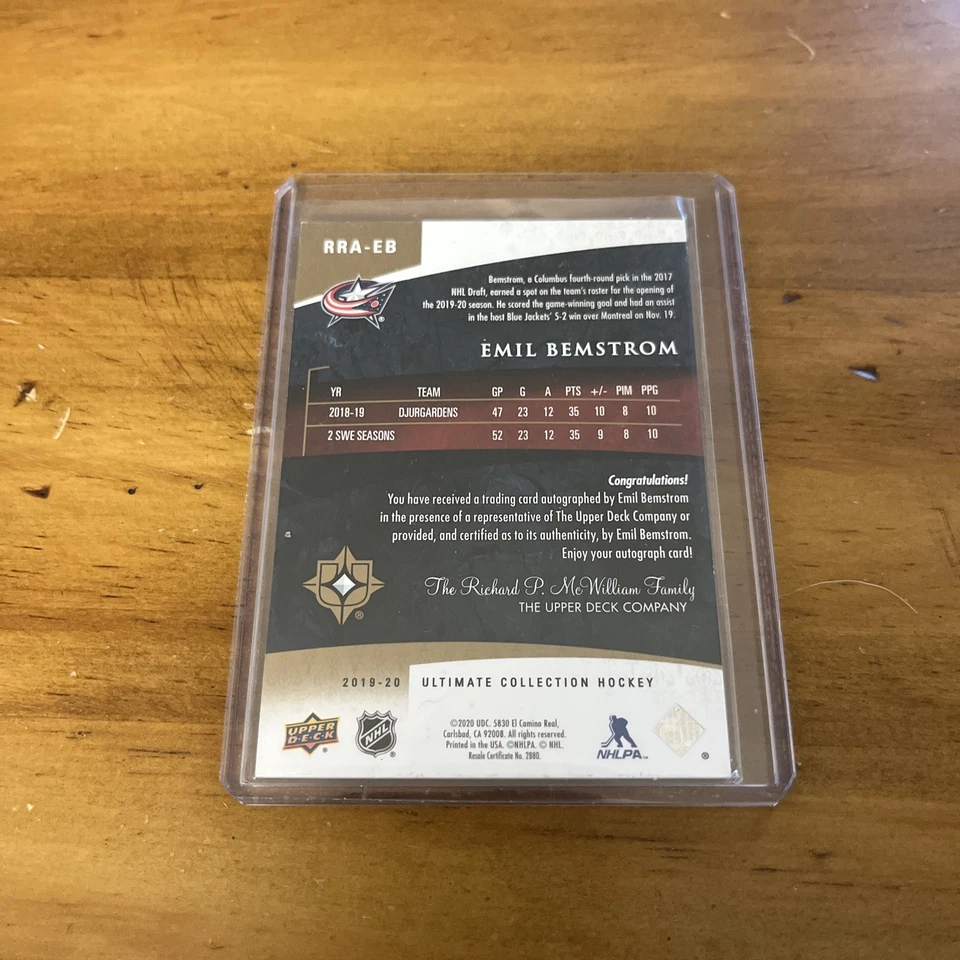 RRA-EB
Bemstrom, a Columbus fourth-round pick in the 2017
NHL Draft, earned a spot on the team's roster for the opening of
the 2019-20 season. He scored the game-winning goal and had an assist
in the host Blue Jackets' 5-2 win over Montreal on Nov. 19.
EMIL BEMSTROM
YR TEAM GP G A PTS +/- PIM PPG
2018-19 DJURGARDENS 47 23 12 35 10 8 10
2 SWE SEASONS 52 23 12 35 9 8 10
Congratulations!
You have received a trading card autographed by Emil Bemstrom
in the presence of a representative of The Upper Deck Company or
provided, and certified as to its authenticity, by Emil Bemstrom.
Enjoy your autograph card!
The Richard P. McWilliam Family
THE UPPER DECK COMPANY
®
2019-20 ULTIMATE COLLECTION HOCKEY
UPPER
D·E·C·K
®
NHL
®
©2020 UDC. 5830 El Camino Real,
Carlsbad, CA 92008. All rights reserved.
Printed in the USA. ©NHLPA. © NHL.
Resale Certificate No. 2880.
NHLPA™
®